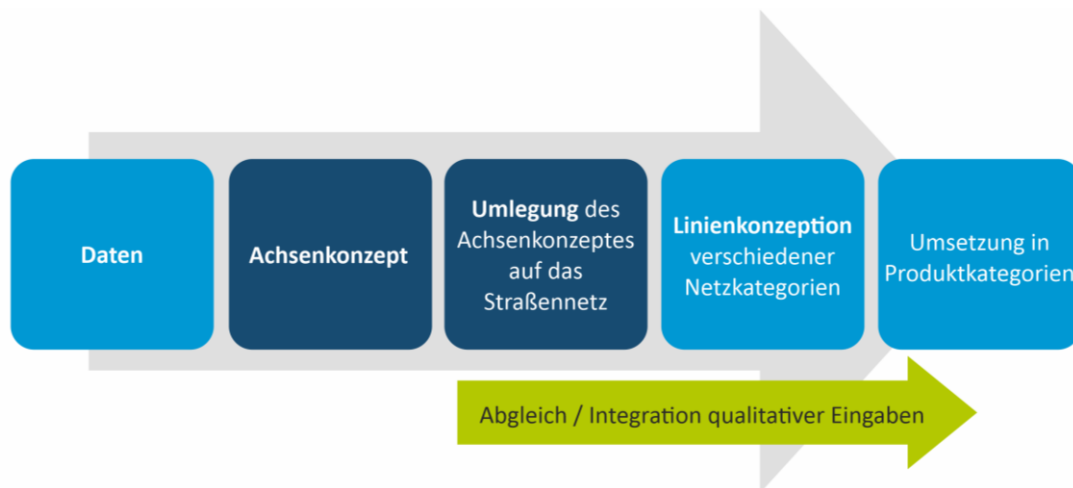 Daten
Achsenkonzept
Umlegung des
Achsenkonzeptes
auf das
Straßennetz
Linienkonzeption
verschiedener
Netzkategorien
Umsetzung in
Produktkategorien
Abgleich / Integration qualitativer Eingaben